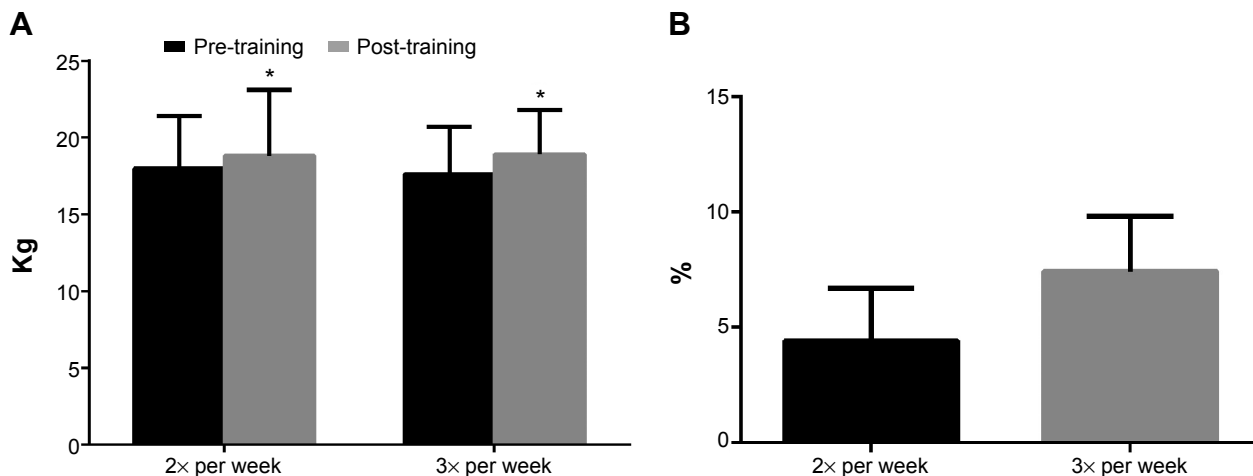 A
Pre-training Post-training
25
20
15
10
5
0
Kg
*
*
2× per week 3× per week
B
15
10
5
0
%
2× per week 3× per week